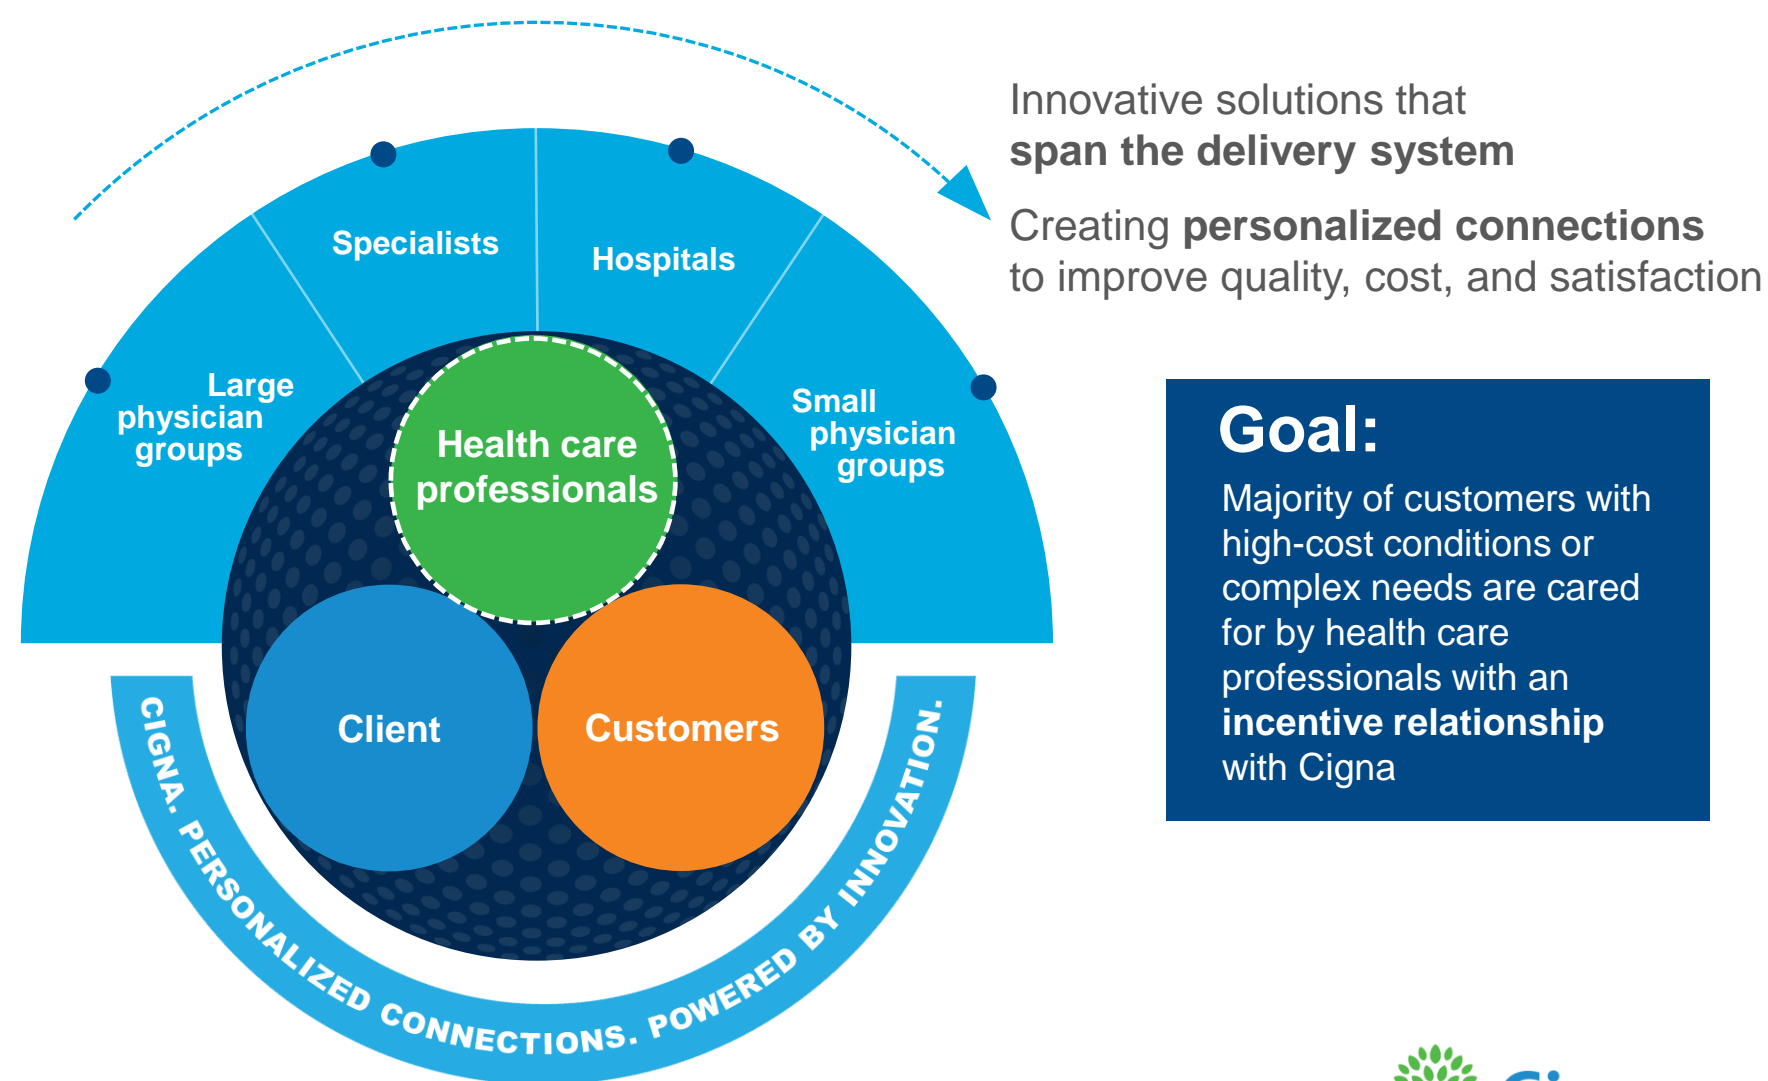 Innovative solutions that
span the delivery system
Creating personalized connections
to improve quality, cost, and satisfaction
Specialists
Hospitals
Large
physician
groups
Small
physician
groups
Health care
professionals
Client
Customers
CIGNA. PERSONALIZED CONNECTIONS. POWERED BY INNOVATION.
Goal:
Majority of customers with
high-cost conditions or
complex needs are cared
for by health care
professionals with an
incentive relationship
with Cigna